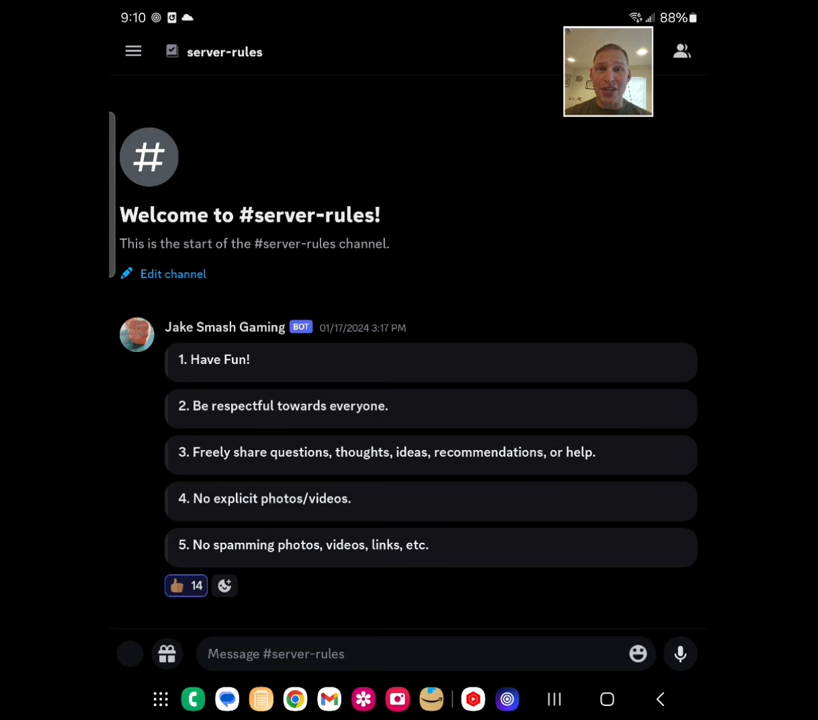 9:10
88%
server-rules
#
Welcome to #server-rules!
This is the start of the #server-rules channel.
Edit channel
Jake Smash Gaming BOT 01/17/2024 3:17 PM
1. Have Fun!
2. Be respectful towards everyone.
3. Freely share questions, thoughts, ideas, recommendations, or help.
4. No explicit photos/videos.
5. No spamming photos, videos, links, etc.
14
Message #server-rules